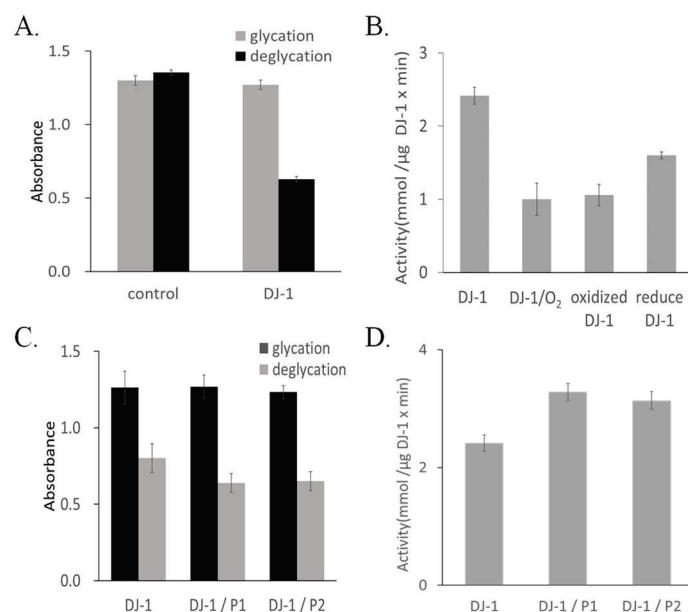 A.
glycation
deglycation
1.5
1.0
0.5
0.0
Absorbance
control DJ-1
B.
3
2
1
0
Activity(mmol /µg DJ-1 x min)
DJ-1 DJ-1/O2 oxidized reduce
DJ-1 DJ-1
C.
glycation
deglycation
1.5
1.0
0.5
0.0
Absorbance
DJ-1 DJ-1 / P1 DJ-1 / P2
D.
4
2
0
Activity(mmol /µg DJ-1 x min)
DJ-1 DJ-1 / P1 DJ-1 / P2